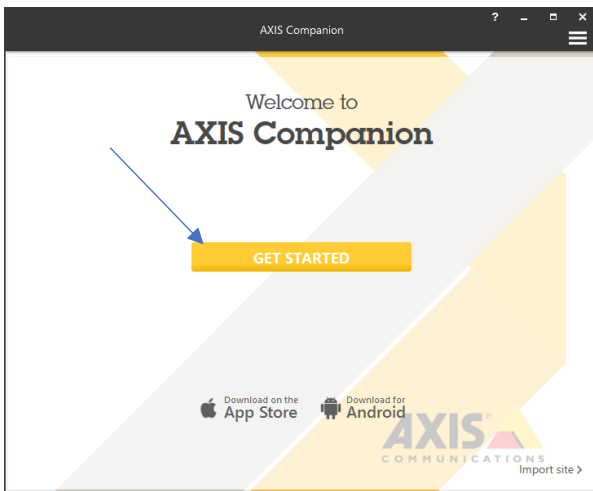 AXIS Companion
?
Welcome to
AXIS Companion
GET STARTED
Download on the
App Store
Download for
Android
AXIS
COMMUNICATIONS
Import site >